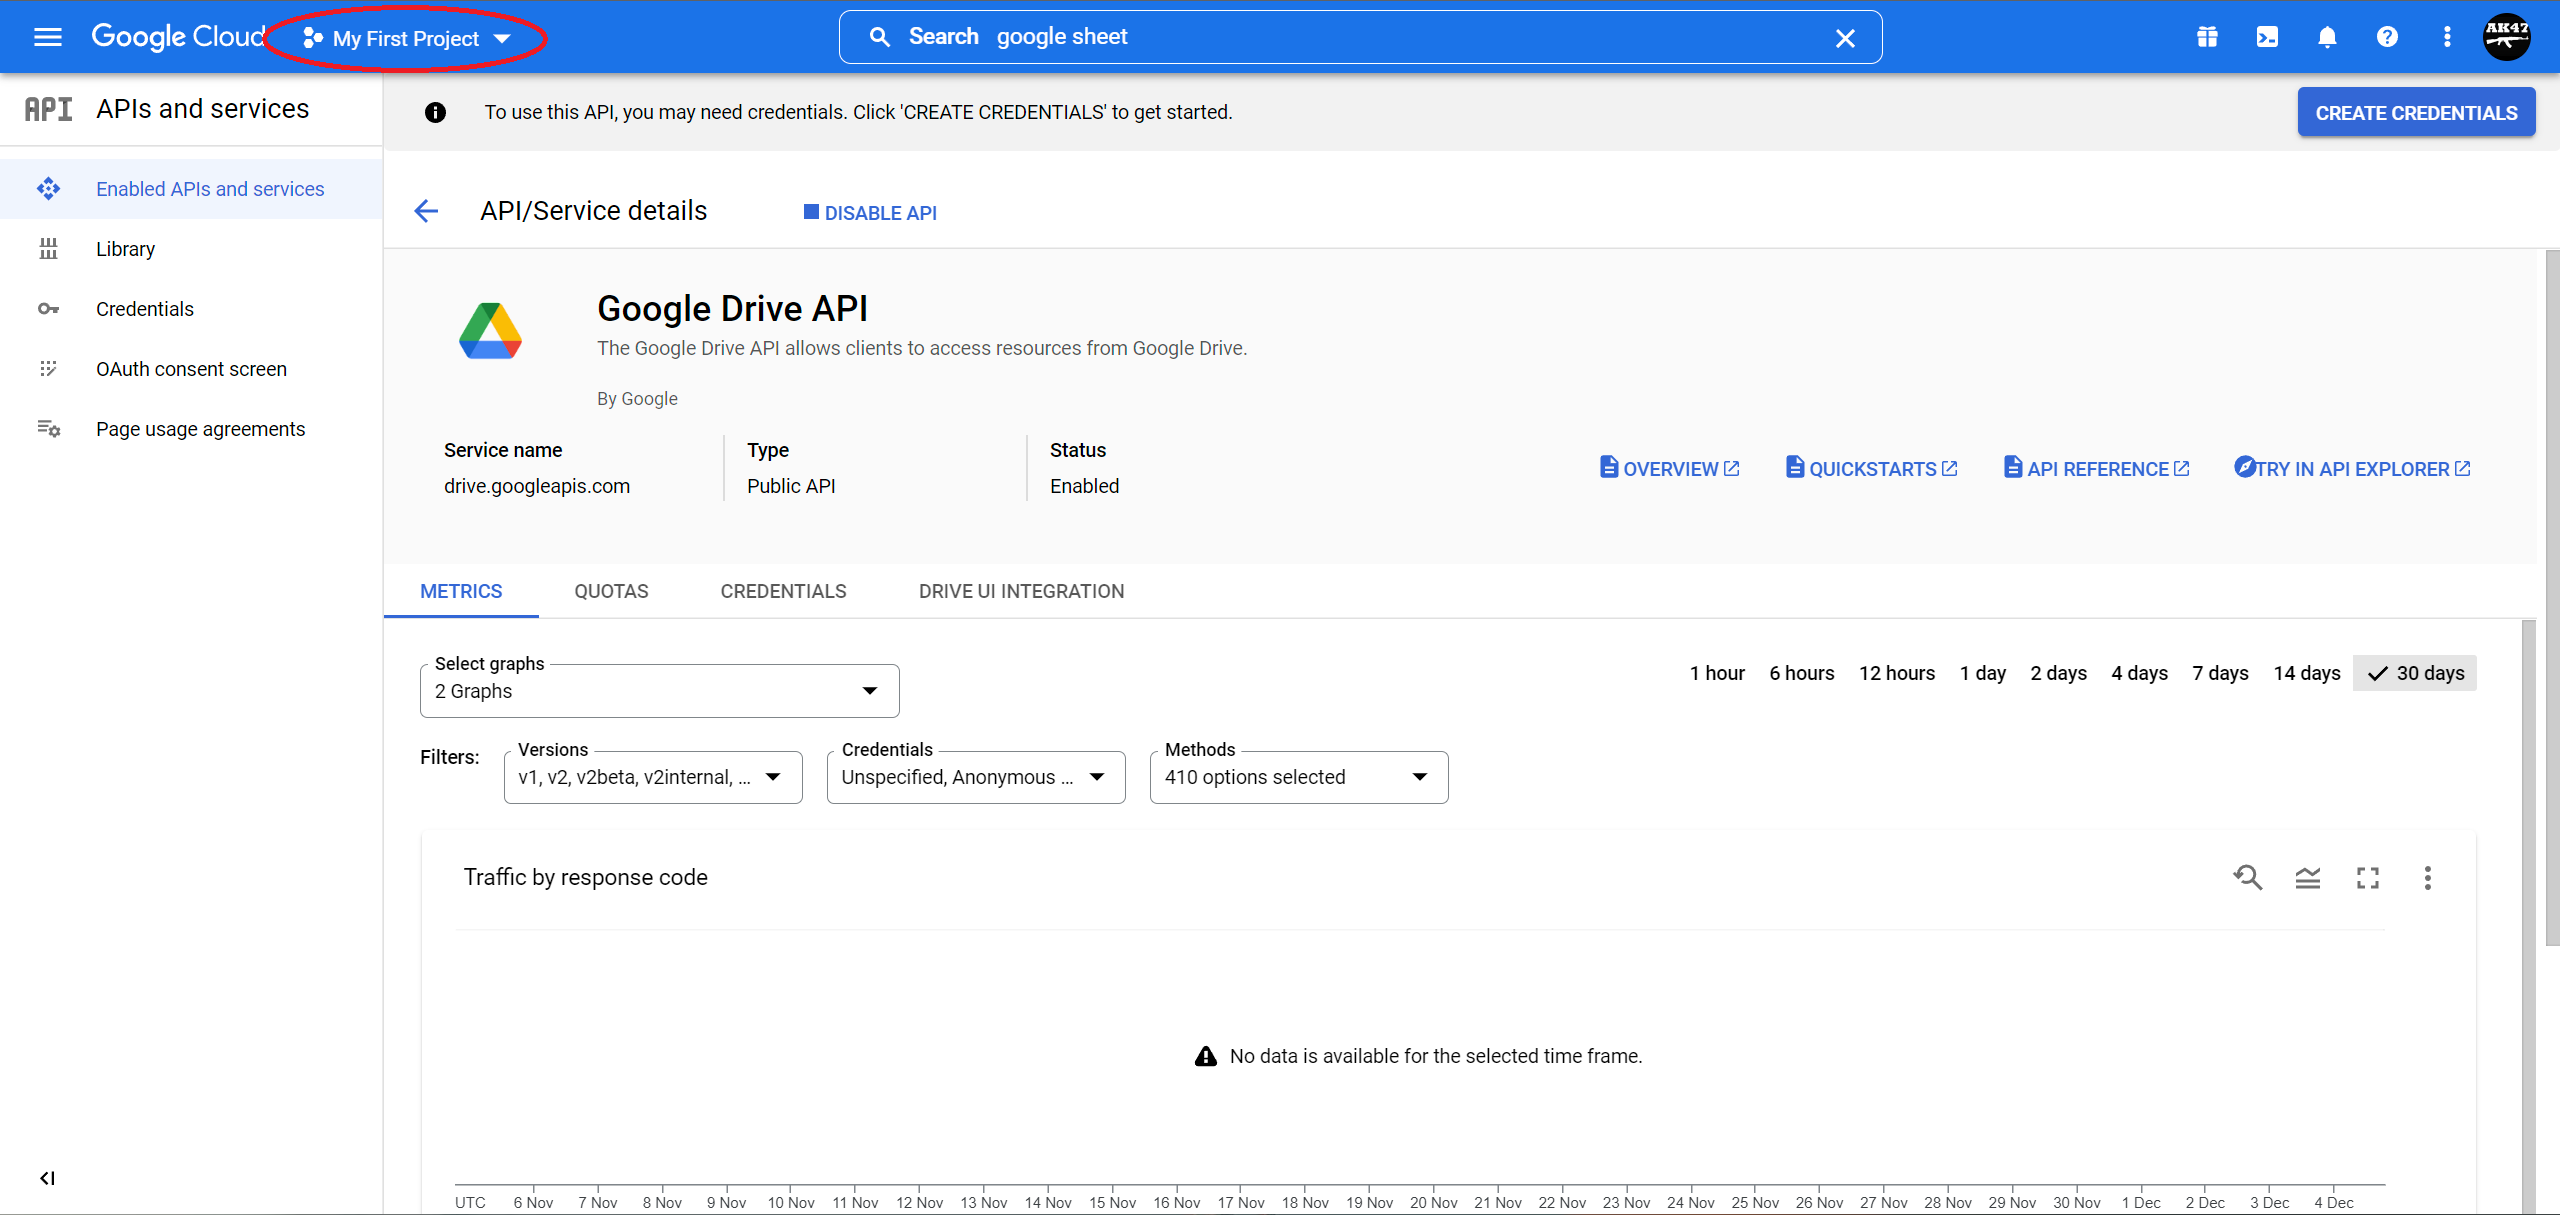 Google Cloud
My First Project
Search google sheet
AK47
API APIs and services
To use this API, you may need credentials. Click 'CREATE CREDENTIALS' to get started.
CREATE CREDENTIALS
Enabled APIs and services
Library
Credentials
OAuth consent screen
Page usage agreements
API/Service details
DISABLE API
Google Drive API
The Google Drive API allows clients to access resources from Google Drive.
By Google
Service name
drive.googleapis.com
Type
Public API
Status
Enabled
OVERVIEW
QUICKSTARTS
API REFERENCE
TRY IN API EXPLORER
METRICS
QUOTAS
CREDENTIALS
DRIVE UI INTEGRATION
Select graphs
2 Graphs
1 hour
6 hours
12 hours
1 day
2 days
4 days
7 days
14 days
30 days
Filters:
Versions
v1, v2, v2beta, v2internal, ...
Credentials
Unspecified, Anonymous ...
Methods
410 options selected
Traffic by response code
No data is available for the selected time frame.
UTC
6 Nov
7 Nov
8 Nov
9 Nov
10 Nov
11 Nov
12 Nov
13 Nov
14 Nov
15 Nov
16 Nov
17 Nov
18 Nov
19 Nov
20 Nov
21 Nov
22 Nov
23 Nov
24 Nov
25 Nov
26 Nov
27 Nov
28 Nov
29 Nov
30 Nov
1 Dec
2 Dec
3 Dec
4 Dec